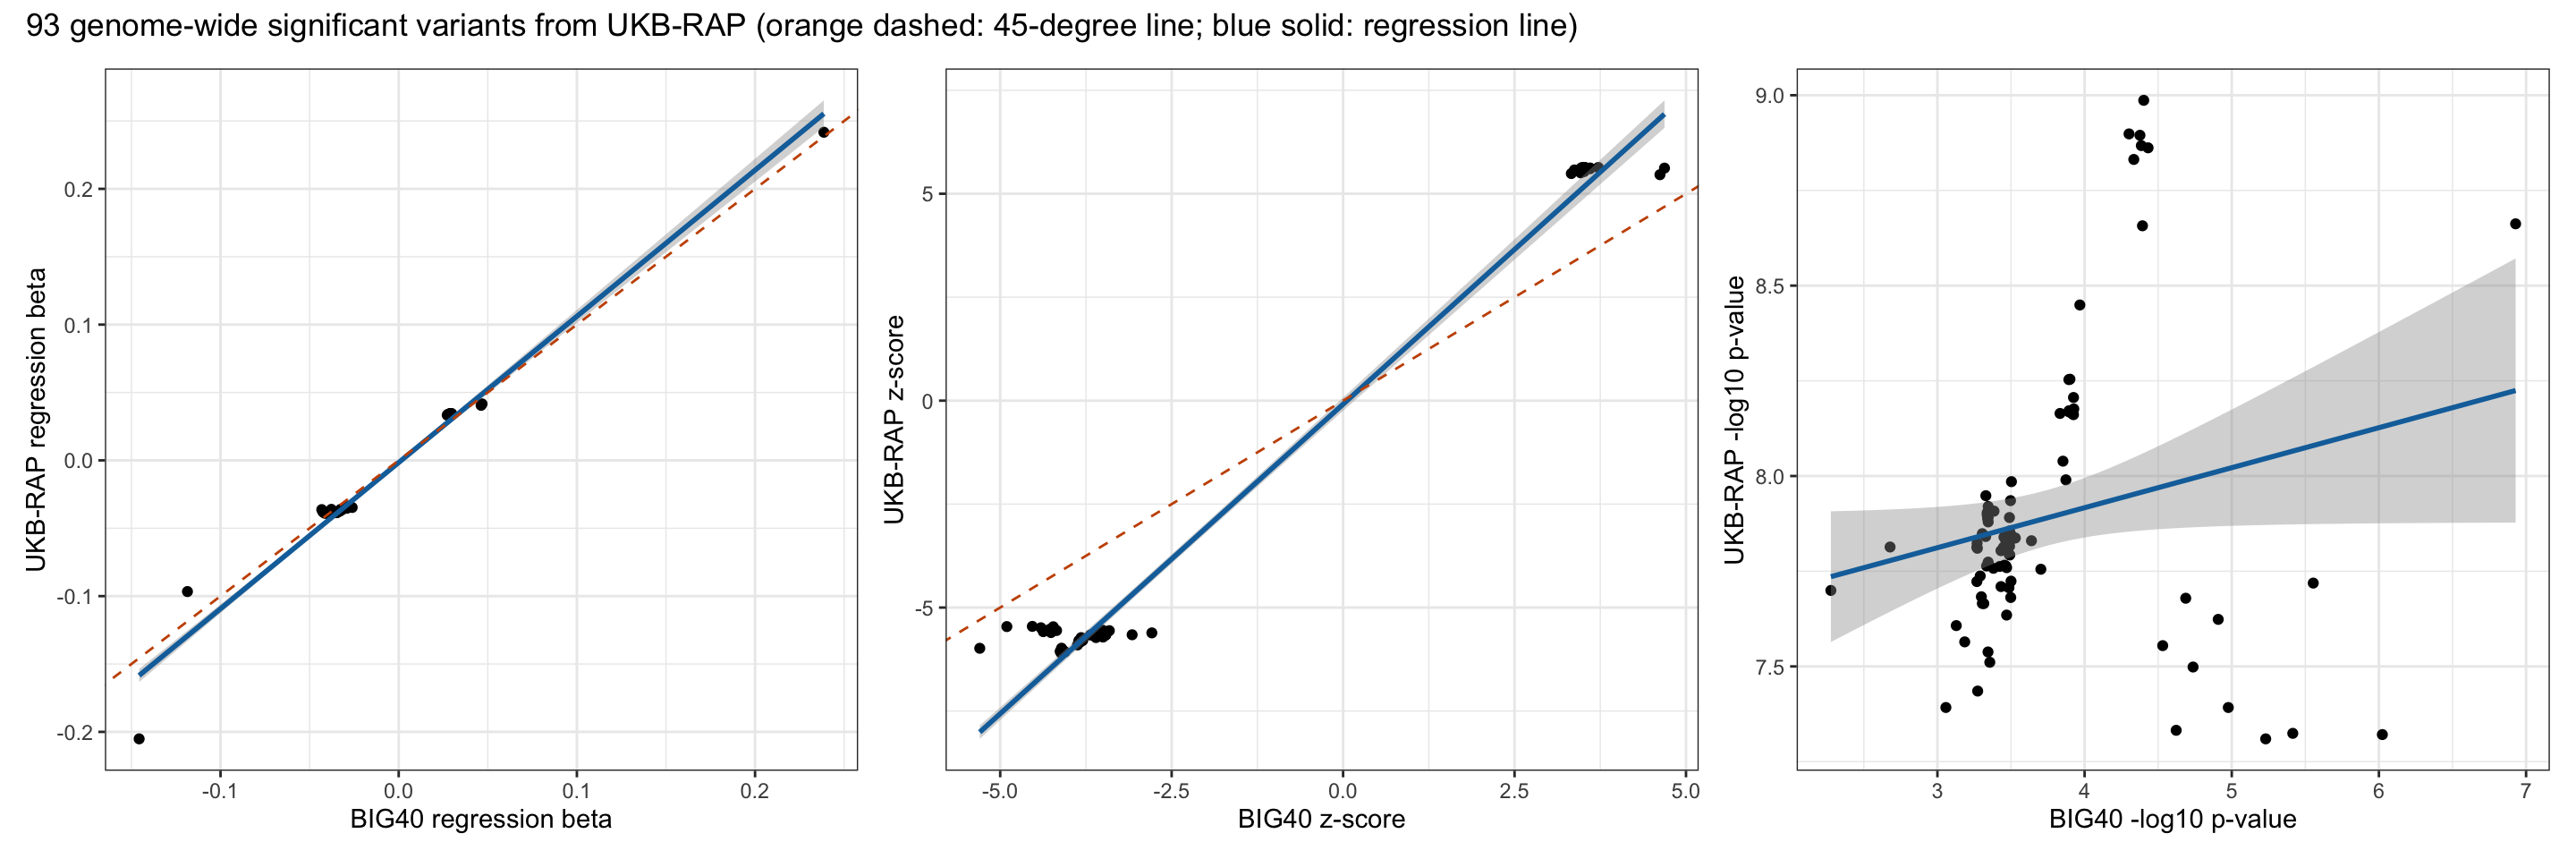 93 genome-wide significant variants from UKB-RAP (orange dashed: 45-degree line; blue solid: regression line)
UKB-RAP regression beta
0.2
0.1
0.0
-0.1
-0.2
-0.1 0.0 0.1 0.2
BIG40 regression beta
UKB-RAP z-score
5
0
-5
-5.0 -2.5 0.0 2.5 5.0
BIG40 z-score
UKB-RAP -log10 p-value
9.0
8.5
8.0
7.5
3 4 5 6 7
BIG40 -log10 p-value